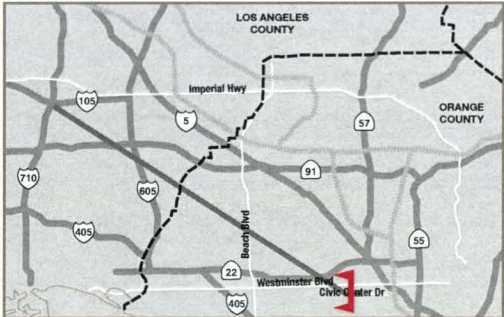 LOS ANGELES
COUNTY
Imperial Hwy
105
5
ORANGE
COUNTY
57
710
605
91
405
Beach Blvd
55
22
Westminster Blvd
Civic Center Dr
405